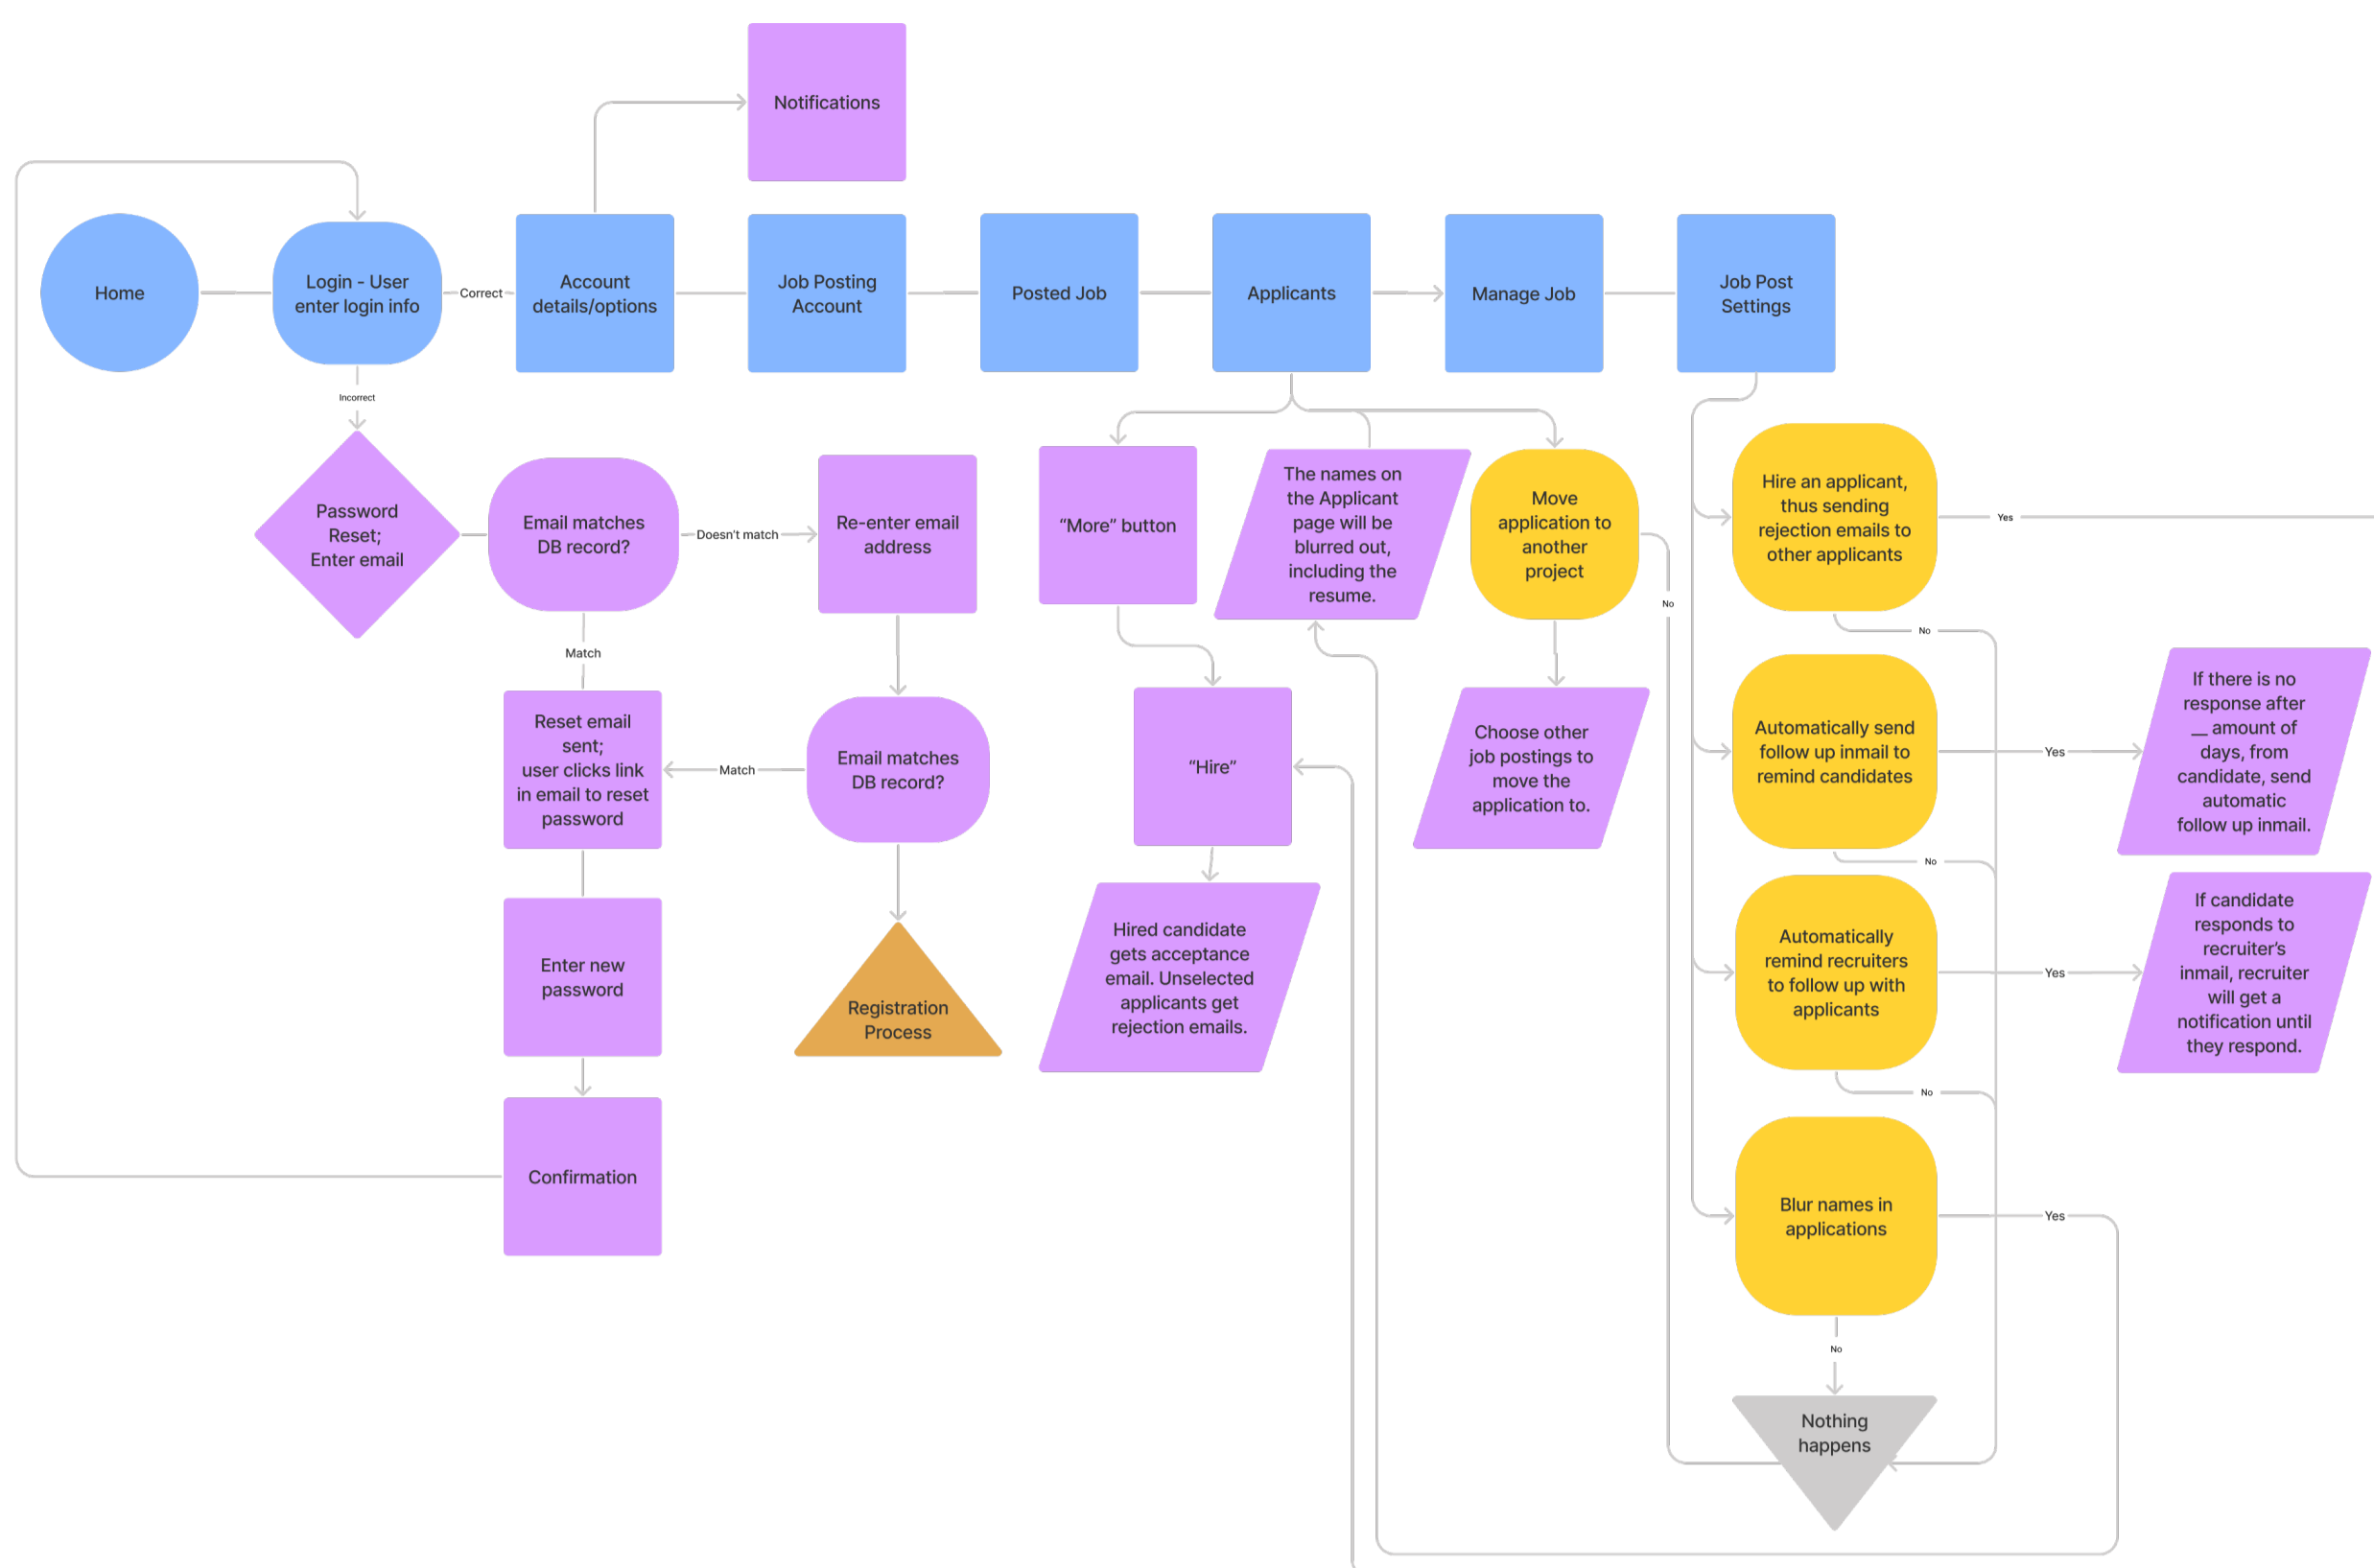 Notifications
Home
Login - User
enter login info
Correct
Account
details/options
Job Posting
Account
Posted Job
Applicants
Manage Job
Job Post
Settings
Incorrect
Password
Reset;
Enter email
Email matches
DB record?
Doesn't match
Re-enter email
address
“More” button
The names on
the Applicant
page will be
blurred out,
including the
resume.
Move
application to
another
project
No
Hire an applicant,
thus sending
rejection emails to
other applicants
Yes
No
Match
Reset email
sent;
user clicks link
in email to reset
password
Match
Email matches
DB record?
“Hire”
Choose other
job postings to
move the
application to.
Automatically send
follow up inmail to
remind candidates
Yes
If there is no
response after
__ amount of
days, from
candidate, send
automatic
follow up inmail.
No
Enter new
password
Registration
Process
Hired candidate
gets acceptance
email. Unselected
applicants get
rejection emails.
Automatically
remind recruiters
to follow up with
applicants
Yes
If candidate
responds to
recruiter’s
inmail, recruiter
will get a
notification until
they respond.
No
Confirmation
Blur names in
applications
Yes
No
Nothing
happens